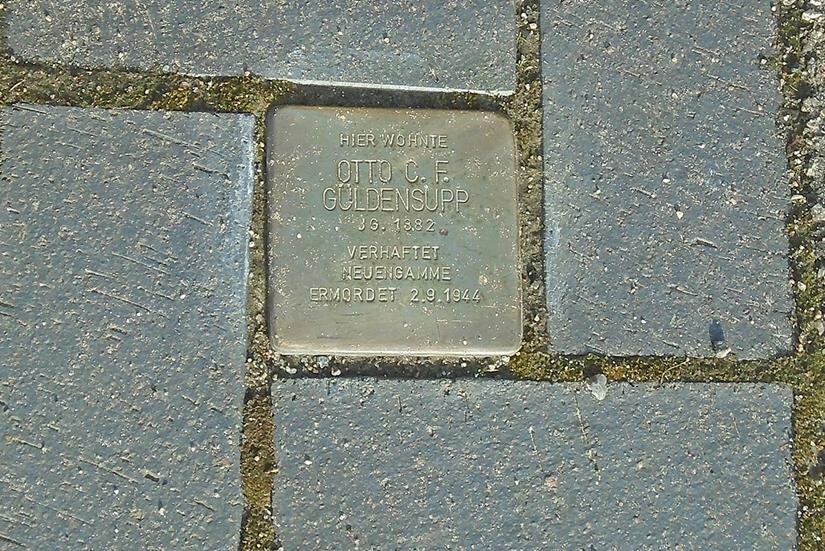 HIER WOHNTE
OTTO C. F.
GÜLDENSUPP
JG. 1882
VERHAFTET
NEUENGAMME
ERMORDET 2.9.1944